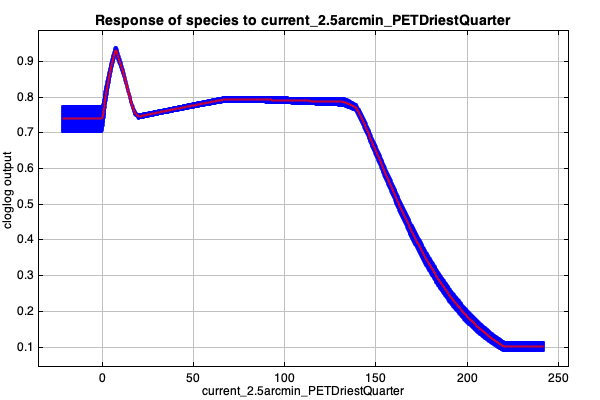 Response of species to current_2.5arcmin_PETDriestQuarter
cloglog output
0.9
0.8
0.7
0.6
0.5
0.4
0.3
0.2
0.1
0 50 100 150 200 250
current_2.5arcmin_PETDriestQuarter